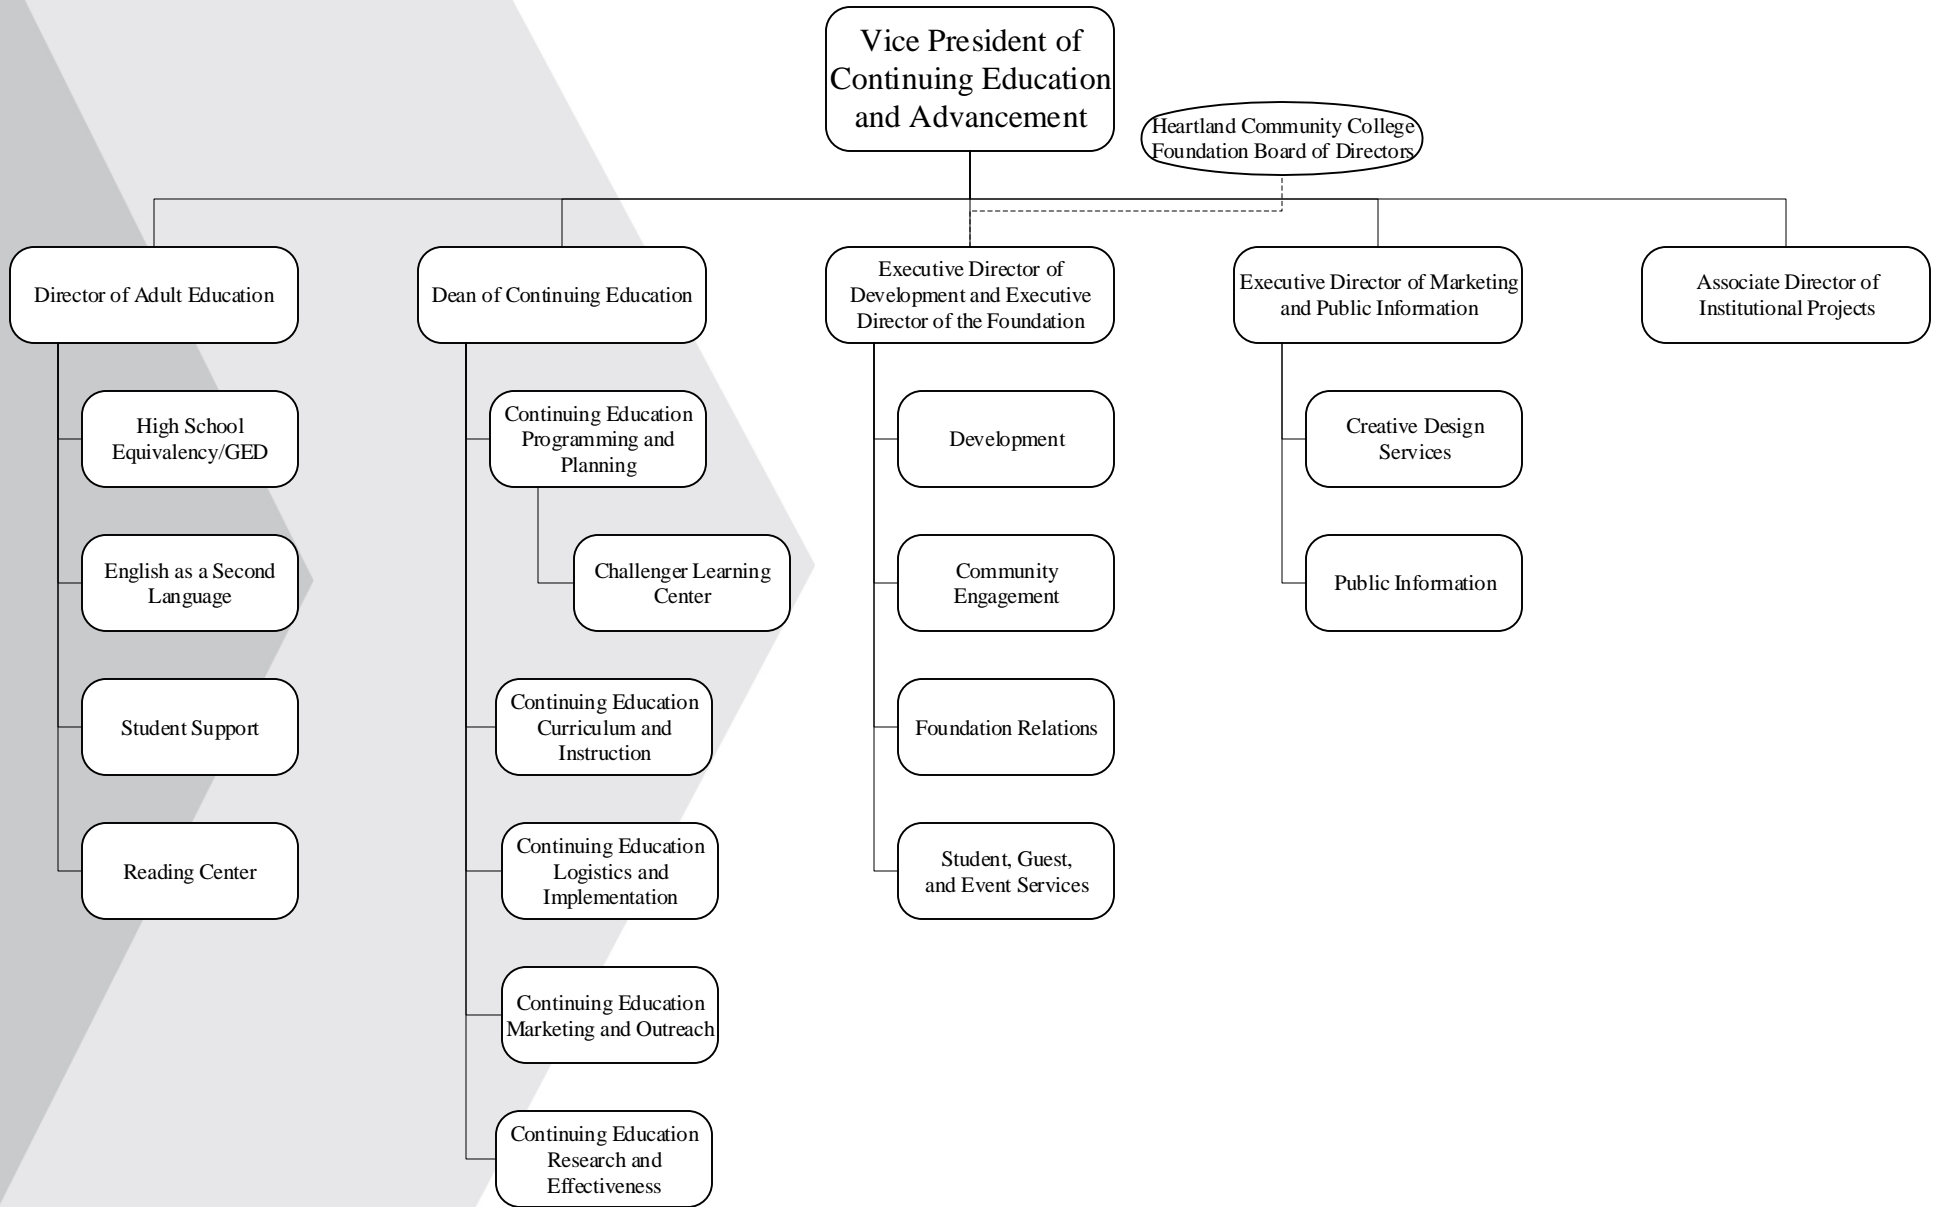 Vice President of
Continuing Education
and Advancement
Heartland Community College
Foundation Board of Directors
Director of Adult Education
Dean of Continuing Education
Executive Director of
Development and Executive
Director of the Foundation
Executive Director of Marketing
and Public Information
Associate Director of
Institutional Projects
High School
Equivalency/GED
English as a Second
Language
Student Support
Reading Center
Continuing Education
Programming and
Planning
Challenger Learning
Center
Continuing Education
Curriculum and
Instruction
Continuing Education
Logistics and
Implementation
Continuing Education
Marketing and Outreach
Continuing Education
Research and
Effectiveness
Development
Community
Engagement
Foundation Relations
Student, Guest,
and Event Services
Creative Design
Services
Public Information